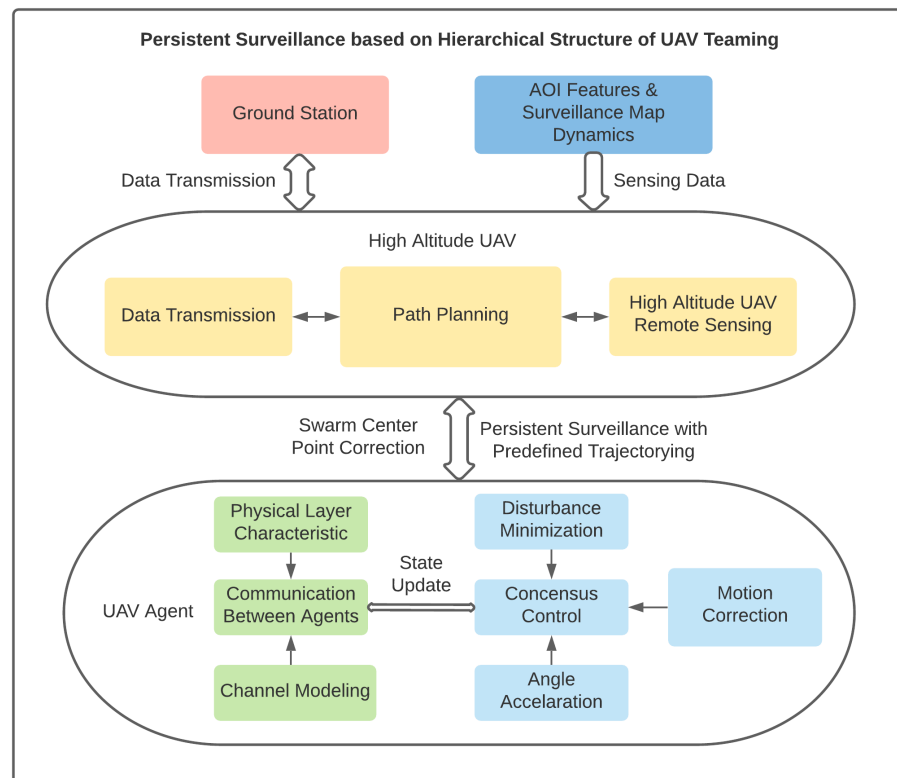 Persistent Surveillance based on Hierarchical Structure of UAV Teaming
Ground Station
AOI Features &
Surveillance Map
Dynamics
Data Transmission
Sensing Data
High Altitude UAV
Data Transmission
Path Planning
High Altitude UAV
Remote Sensing
Swarm Center
Point Correction
Persistent Surveillance with
Predefined Trajectorying
Physical Layer
Characteristic
Disturbance
Minimization
State
Update
UAV Agent
Communication
Between Agents
Concensus
Control
Motion
Correction
Channel Modeling
Angle
Accelaration